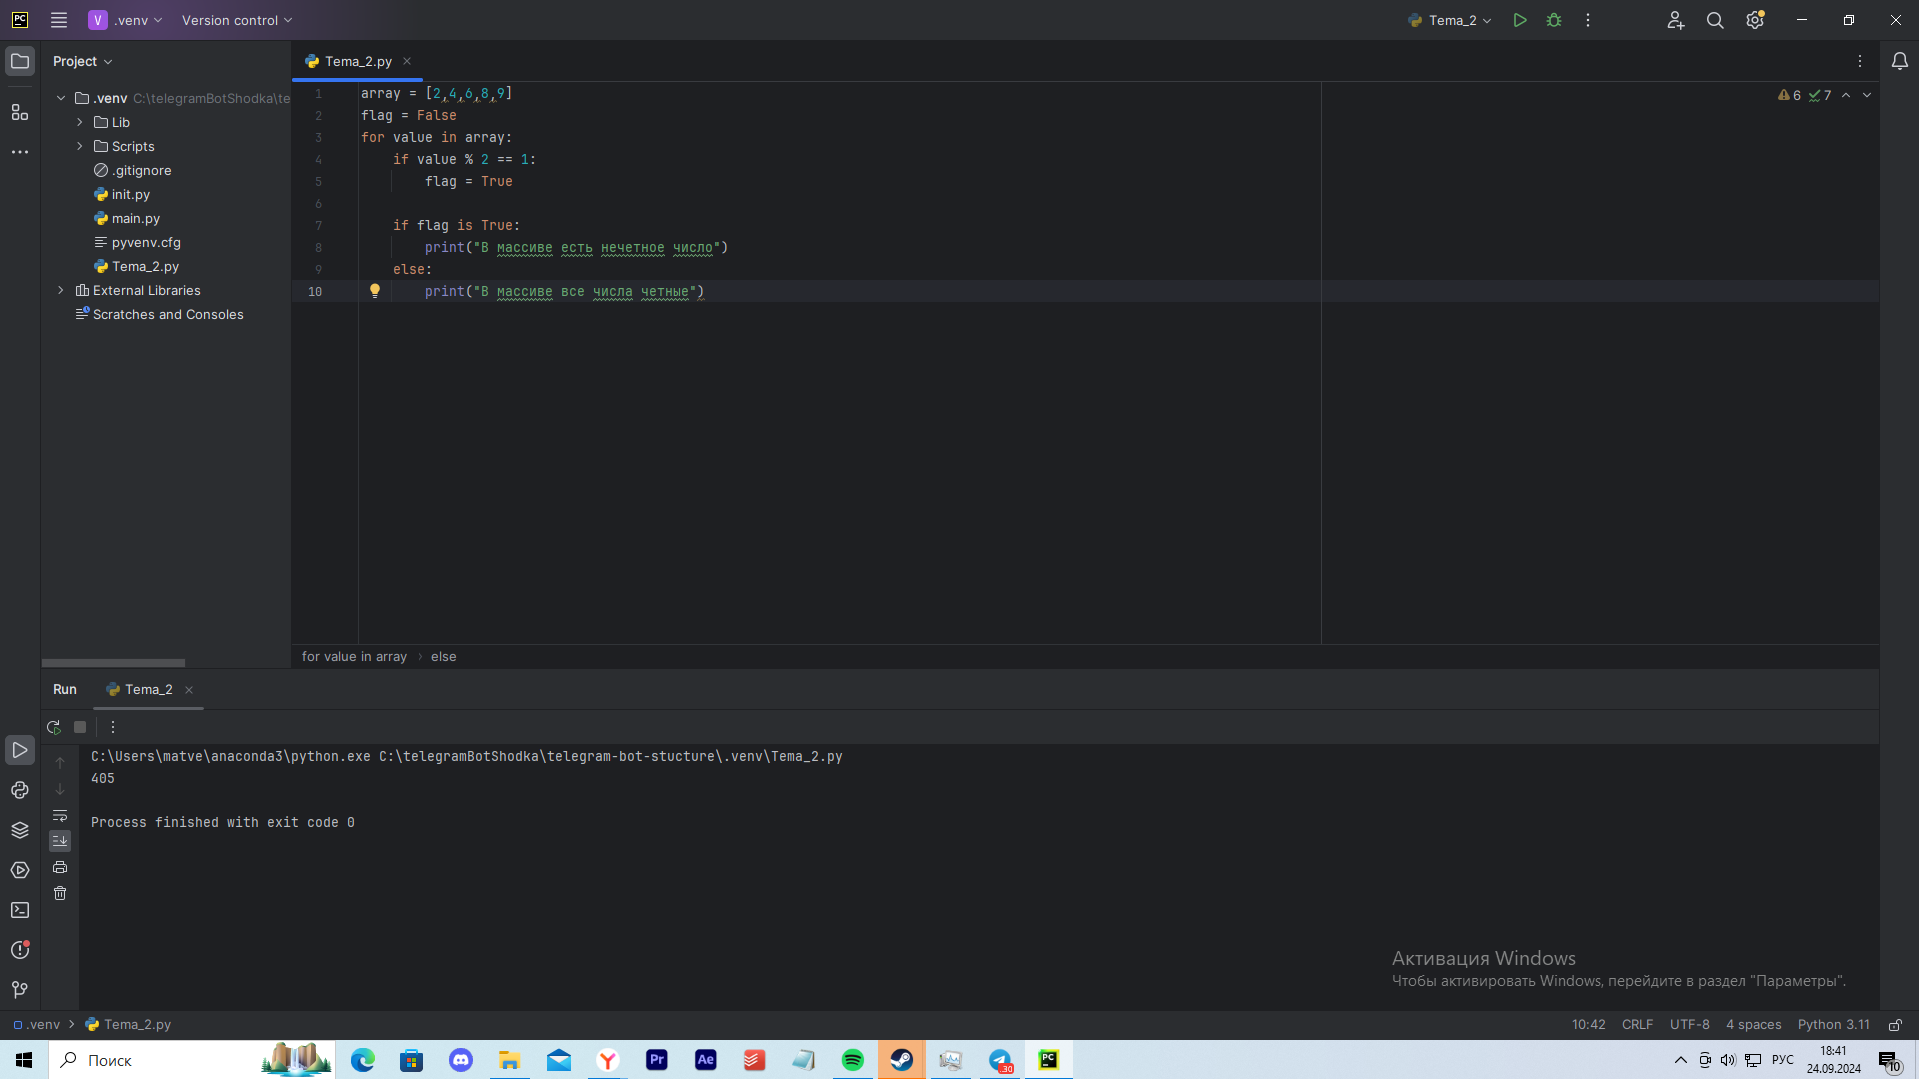 PC
V .venv Version control Tema_2
Project
Tema_2.py
.venv C:\telegramBotShodka\te
Lib
Scripts
.gitignore
init.py
main.py
pyvenv.cfg
Tema_2.py
External Libraries
Scratches and Consoles
6 7
1 array = [2,4,6,8,9]
2 flag = False
3 for value in array:
4 if value % 2 == 1:
5 flag = True
6
7 if flag is True:
8 print("В массиве есть нечетное число")
9 else:
10 print("В массиве все числа четные")
for value in array › else
Run Tema_2
C:\Users\matve\anaconda3\python.exe C:\telegramBotShodka\telegram-bot-stucture\.venv\Tema_2.py
405
Process finished with exit code 0
Активация Windows
Чтобы активировать Windows, перейдите в раздел "Параметры".
.venv Tema_2.py 10:42 CRLF UTF-8 4 spaces Python 3.11
Поиск
Y
Pr
Ae
30
PC
РУС
18:41
24.09.2024
10